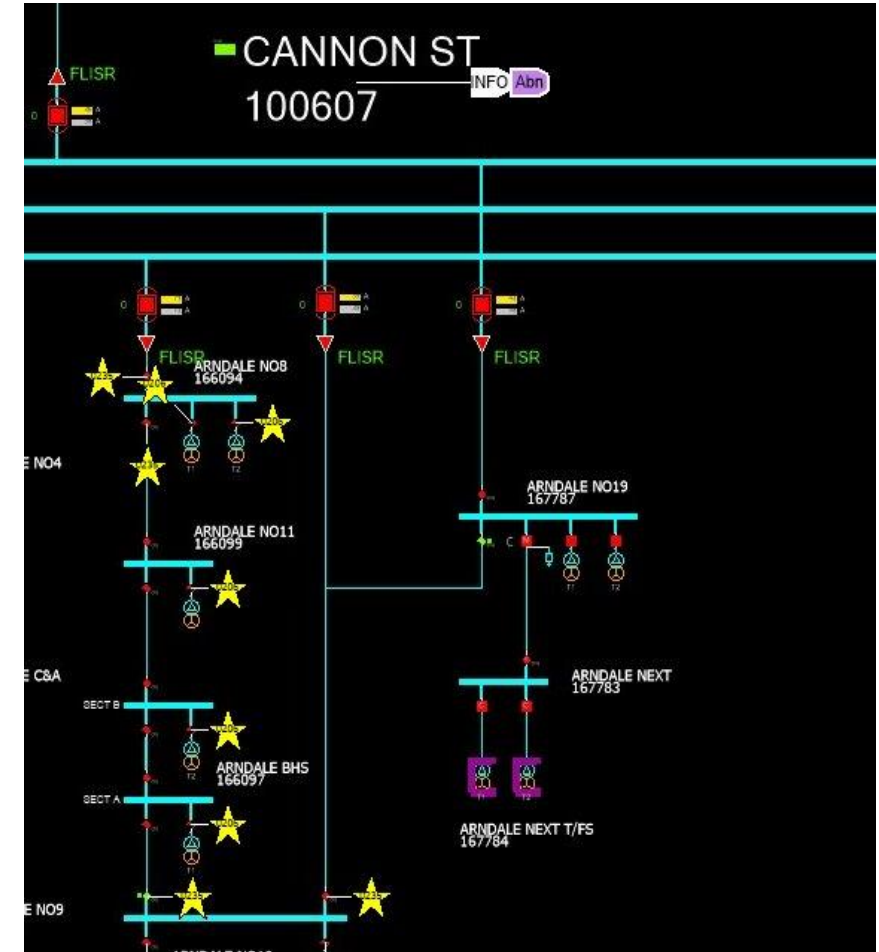 CANNON ST
INFO Abn
100607
FLISR
FLISR
FLISR
FLISR
ARNDALE NO8
166094
E NO4
ARNDALE NO19
167787
C
ARNDALE NO11
166099
E C&A
ARNDALE NEXT
167783
SECT B
ARNDALE BHS
166097
SECT A
ARNDALE NEXT T/FS
167784
E NO9